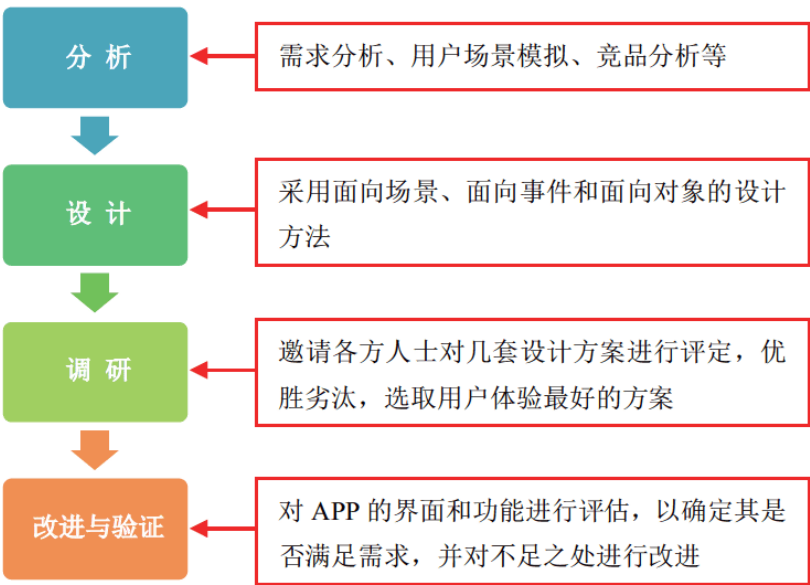 分 析
需求分析、用户场景模拟、竞品分析等
设 计
采用面向场景、面向事件和面向对象的设计
方法
调 研
邀请各方人士对几套设计方案进行评定，优
胜劣汰，选取用户体验最好的方案
改进与验证
对 APP 的界面和功能进行评估，以确定其是
否满足需求，并对不足之处进行改进